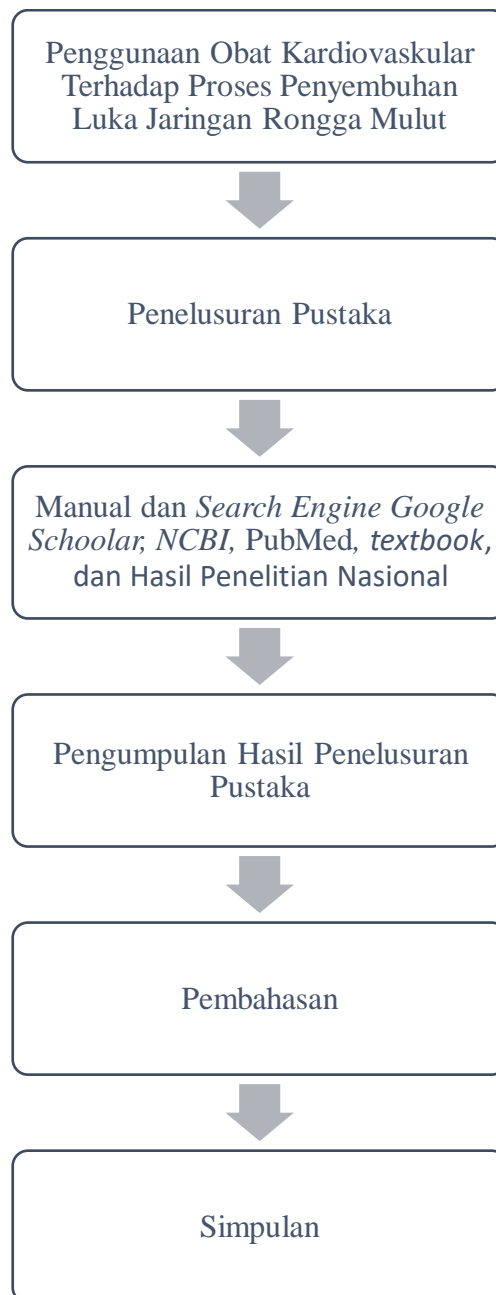 Penggunaan Obat Kardiovaskular
Terhadap Proses Penyembuhan
Luka Jaringan Rongga Mulut
Penelusuran Pustaka
Manual dan Search Engine Google
Schoolar, NCBI, PubMed, textbook,
dan Hasil Penelitian Nasional
Pengumpulan Hasil Penelusuran
Pustaka
Pembahasan
Simpulan